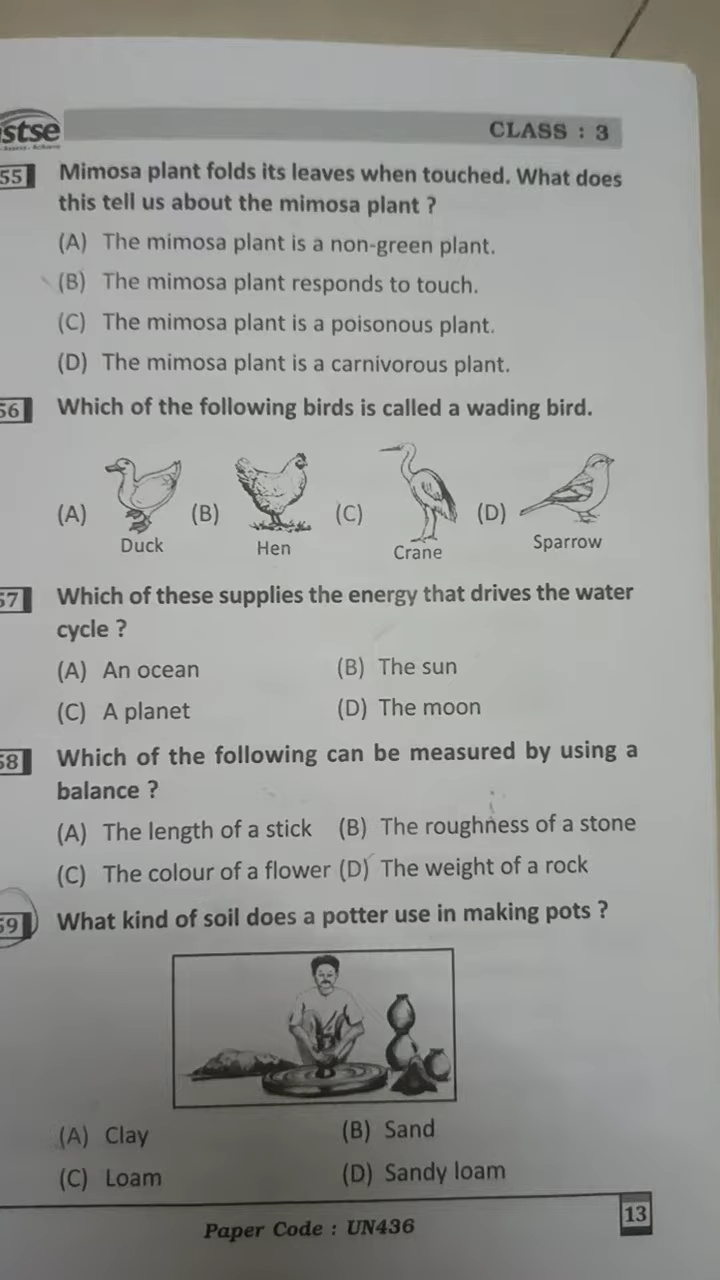 stse
CLASS : 3
55 Mimosa plant folds its leaves when touched. What does
this tell us about the mimosa plant ?
(A) The mimosa plant is a non-green plant.
(B) The mimosa plant responds to touch.
(C) The mimosa plant is a poisonous plant.
(D) The mimosa plant is a carnivorous plant.
56 Which of the following birds is called a wading bird.
(A) (B) (C) (D)
Duck Hen Crane Sparrow
57 Which of these supplies the energy that drives the water
cycle ?
(A) An ocean (B) The sun
(C) A planet (D) The moon
58 Which of the following can be measured by using a
balance ?
(A) The length of a stick (B) The roughness of a stone
(C) The colour of a flower (D) The weight of a rock
59 What kind of soil does a potter use in making pots ?
(A) Clay (B) Sand
(C) Loam (D) Sandy loam
Paper Code : UN436
13